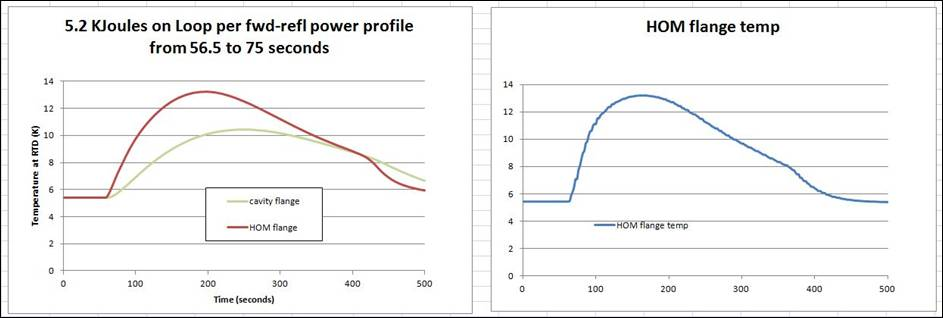 5.2 KJoules on Loop per fwd-refl power profile
from 56.5 to 75 seconds
14
12
10
8
6
4
2
0
Temperature at RTD (K)
cavity flange
HOM flange
0 100 200 300 400 500
Time (seconds)
HOM flange temp
14
12
10
8
6
4
2
0
HOM flange temp
0 100 200 300 400 500